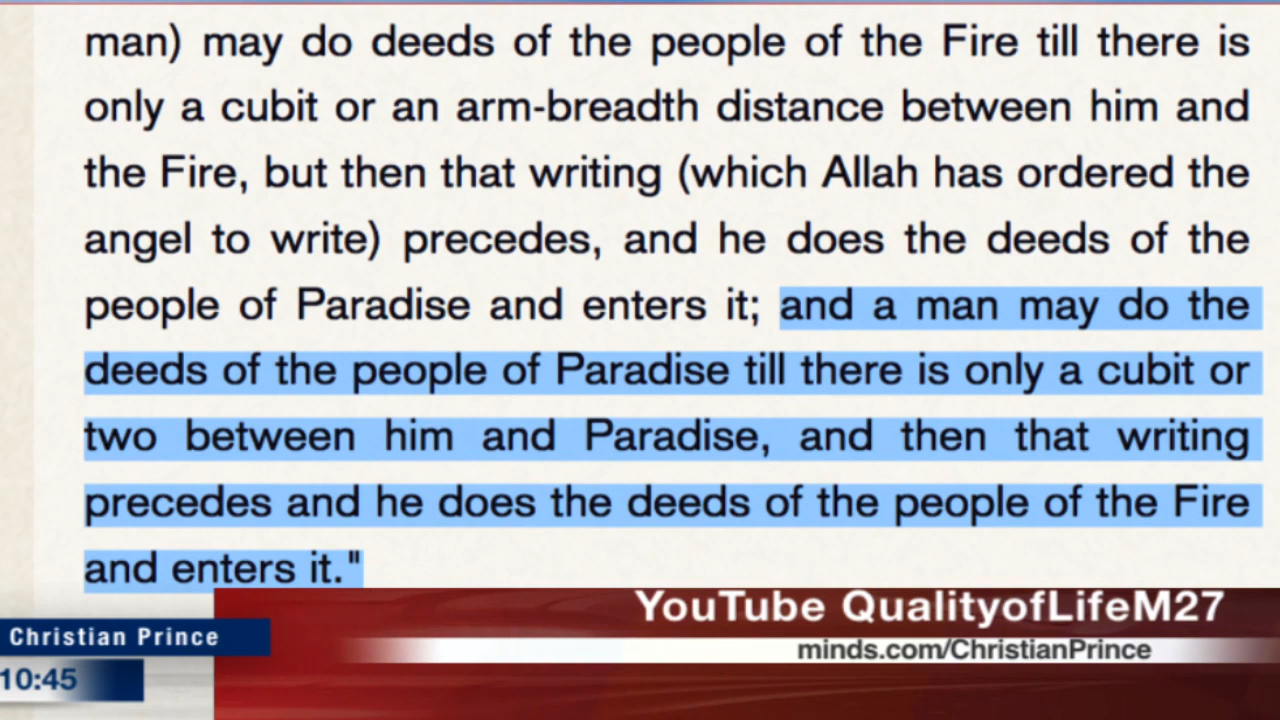 man) may do deeds of the people of the Fire till there is
only a cubit or an arm-breadth distance between him and
the Fire, but then that writing (which Allah has ordered the
angel to write) precedes, and he does the deeds of the
people of Paradise and enters it; and a man may do the
deeds of the people of Paradise till there is only a cubit or
two between him and Paradise, and then that writing
precedes and he does the deeds of the people of the Fire
and enters it."
YouTube QualityofLifeM27
Christian Prince
minds.com/ChristianPrince
10:45